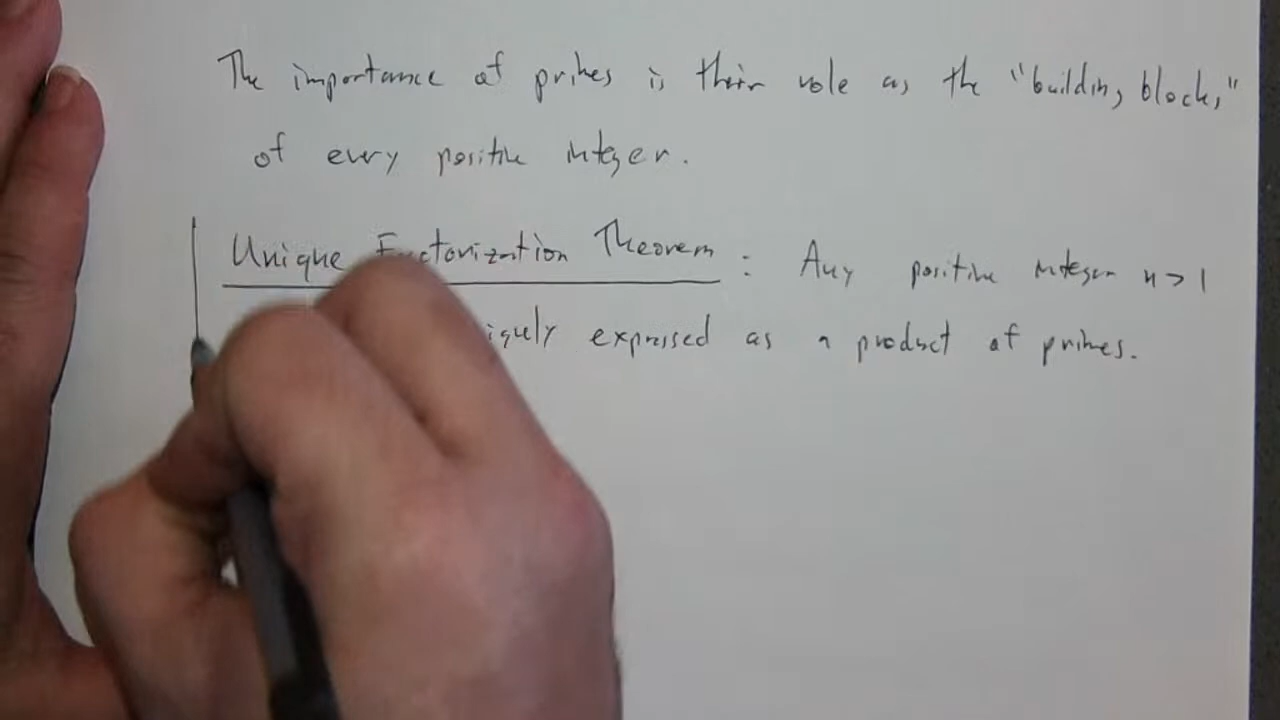 The importance of primes is their role as the "building blocks"
of every positive integer.
Unique Factorization Theorem : Any positive integer n > 1
expressed as a product of primes.